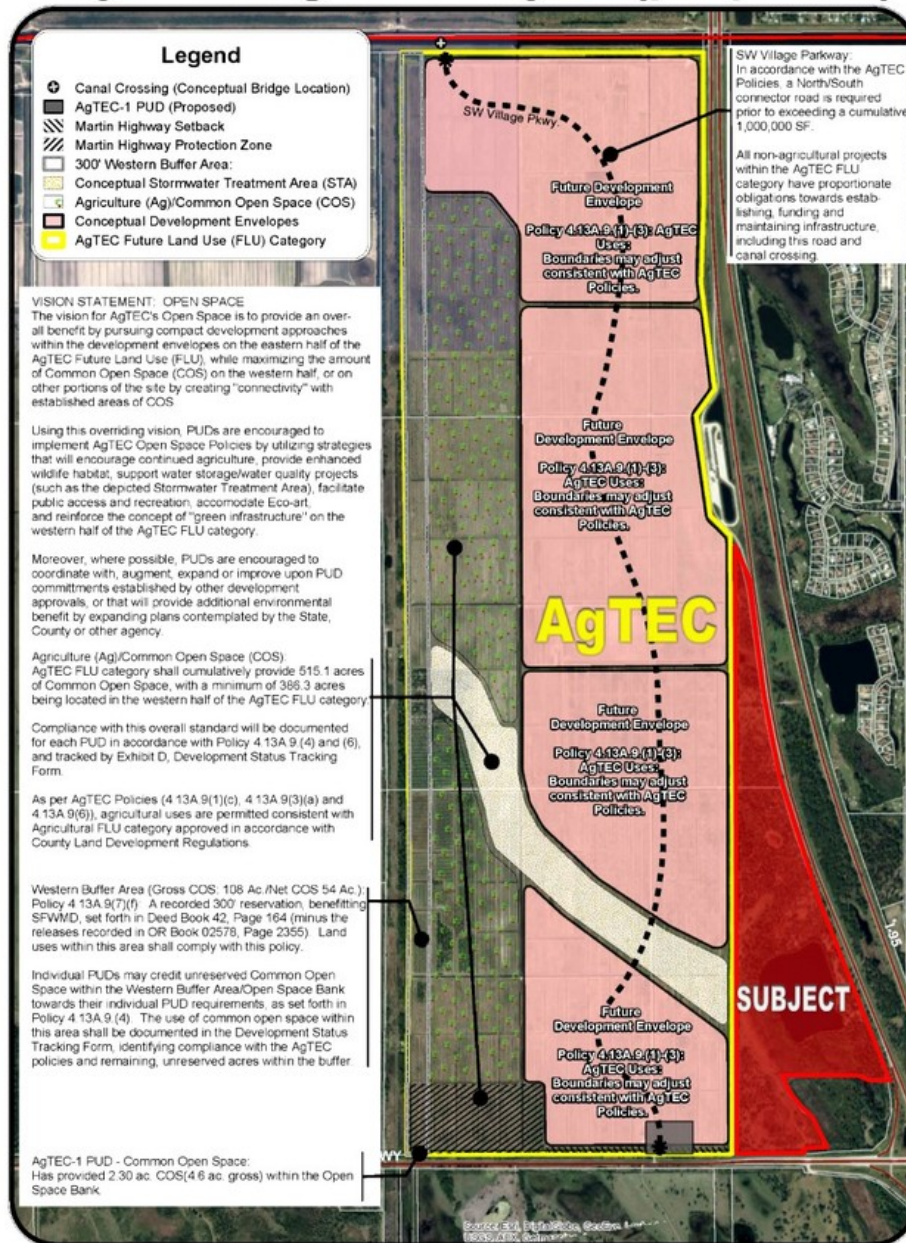 Legend
Canal Crossing (Conceptual Bridge Location)
AgTEC-1 PUD (Proposed)
Martin Highway Setback
Martin Highway Protection Zone
300' Western Buffer Area:
Conceptual Stormwater Treatment Area (STA)
Agriculture (Ag)/Common Open Space (COS)
Conceptual Development Envelopes
AgTEC Future Land Use (FLU) Category
VISION STATEMENT: OPEN SPACE
The vision for AgTEC's Open Space is to provide an over-
all benefit by pursuing compact development approaches
within the development envelopes on the eastern half of the
AgTEC Future Land Use (FLU), while maximizing the amount
of Common Open Space (COS) on the western half, or on
other portions of the site by creating "connectivity" with
established areas of COS
Using this overriding vision, PUDs are encouraged to
implement AgTEC Open Space Policies by utilizing strategies
that will encourage continued agriculture, provide enhanced
wildlife habitat, support water storage/water quality projects
(such as the depicted Stormwater Treatment Area), facilitate
public access and recreation, accomodate Eco-art,
and reinforce the concept of "green infrastructure" on the
western half of the AgTEC FLU category.
Moreover, where possible, PUDs are encouraged to
coordinate with, augment, expand or improve upon PUD
committments established by other development
approvals, or that will provide additional environmental
benefit by expanding plans contemplated by the State,
County or other agency.
Agriculture (Ag)/Common Open Space (COS):
AgTEC FLU category shall cumulatively provide 515.1 acres
of Common Open Space, with a minimum of 386.3 acres
being located in the western half of the AgTEC FLU category.
Compliance with this overall standard will be documented
for each PUD in accordance with Policy 4.13A.9.(4) and (6),
and tracked by Exhibit D, Development Status Tracking
Form.
As per AgTEC Policies (4.13A.9(1)(c), 4.13A.9(3)(a) and
4.13A.9(6)), agricultural uses are permitted consistent with
Agricultural FLU category approved in accordance with
County Land Development Regulations.
Western Buffer Area (Gross COS: 108 Ac./Net COS 54 Ac.):
Policy 4.13A.9(7)(f): A recorded 300' reservation, benefitting
SFWMD, set forth in Deed Book 42, Page 164 (minus the
releases recorded in OR Book 02578, Page 2355). Land
uses within this area shall comply with this policy.
Individual PUDs may credit unreserved Common Open
Space within the Western Buffer Area/Open Space Bank
towards their individual PUD requirements, as set forth in
Policy 4.13A.9.(4). The use of common open space within
this area shall be documented in the Development Status
Tracking Form, identifying compliance with the AgTEC
policies and remaining, unreserved acres within the buffer.
AgTEC-1 PUD - Common Open Space:
Has provided 2.30 ac. COS(4.6 ac. gross) within the Open
Space Bank.
SW Village Parkway:
In accordance with the AgTEC
Policies, a North/South
connector road is required
prior to exceeding a cumulative
1,000,000 SF.
All non-agricultural projects
within the AgTEC FLU
category have proportionate
obligations towards estab-
lishing, funding and
maintaining infrastructure,
including this road and
canal crossing.
SW Village Pkwy.
Future Development
Envelope
Policy 4.13A.9.(1)-(3): AgTEC
Uses:
Boundaries may adjust
consistent with AgTEC
Policies.
Future
Development Envelope
Policy 4.13A.9.(1)-(3):
AgTEC Uses:
Boundaries may adjust
consistent with AgTEC
Policies.
AgTEC
Future
Development Envelope
Policy 4.13A.9.(1)-(3):
AgTEC Uses:
Boundaries may adjust
consistent with AgTEC
Policies.
Future
Development Envelope
Policy 4.13A.9.(1)-(3):
AgTEC Uses:
Boundaries may adjust
consistent with AgTEC
Policies.
SUBJECT
I-95
WY
Source: Esri, DigitalGlobe, GeoEye,